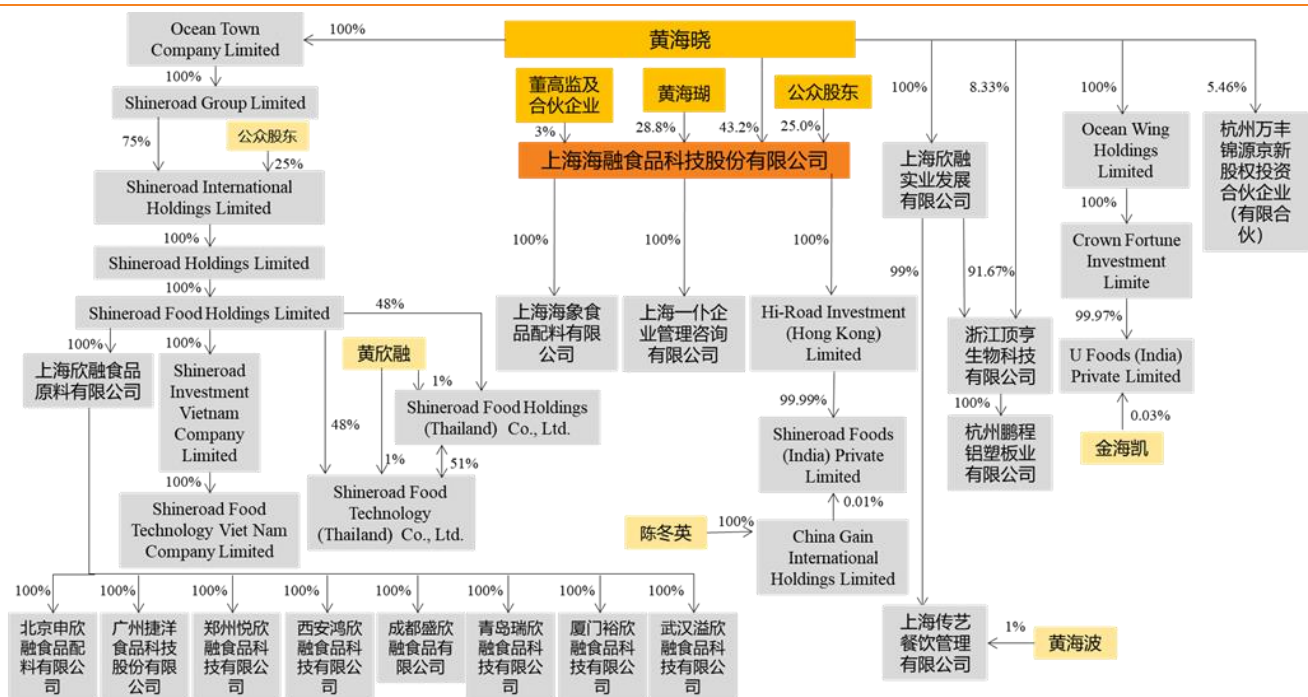 Ocean Town
Company Limited
100%
黄海晓
100%
Shineroad Group Limited
75%
公众股东
25%
Shineroad International
Holdings Limited
100%
Shineroad Holdings Limited
100%
Shineroad Food Holdings Limited
48%
董高监及
合伙企业
黄海瑚
公众股东
3%
28.8%
43.2%
25.0%
上海海融食品科技股份有限公司
100%
100%
100%
上海海象食
品配料有限
公司
上海一仆企
业管理咨询
有限公司
Hi-Road Investment
(Hong Kong)
Limited
99.99%
Shineroad Foods
(India) Private
Limited
0.01%
陈冬英
100%
China Gain
International
Holdings Limited
100%
8.33%
100%
5.46%
上海欣融
实业发展
有限公司
99%
91.67%
浙江顶亨
生物科技
有限公司
100%
杭州鹏程
铝塑板业
有限公司
Ocean Wing
Holdings
Limited
100%
Crown Fortune
Investment
Limite
99.97%
U Foods (India)
Private Limited
0.03%
金海凯
杭州万丰
锦源京新
股权投资
合伙企业
（有限合
伙）
100%
上海欣融食品
原料有限公司
100%
Shineroad
Investment
Vietnam
Company
Limited
100%
Shineroad Food
Technology Viet Nam
Company Limited
黄欣融
1%
Shineroad Food Holdings
(Thailand) Co., Ltd.
48%
1%
51%
Shineroad Food
Technology
(Thailand) Co., Ltd.
100%
100%
100%
100%
100%
100%
100%
100%
北京申欣
融食品配
料有限公
司
广州捷洋
食品科技
股份有限
公司
郑州悦欣
融食品科
技有限公
司
西安鸿欣
融食品科
技有限公
司
成都盛欣
融食品有
限公司
青岛瑞欣
融食品科
技有限公
司
厦门裕欣
融食品科
技有限公
司
武汉溢欣
融食品科
技有限公
司
上海传艺
餐饮管理
有限公司
1%
黄海波